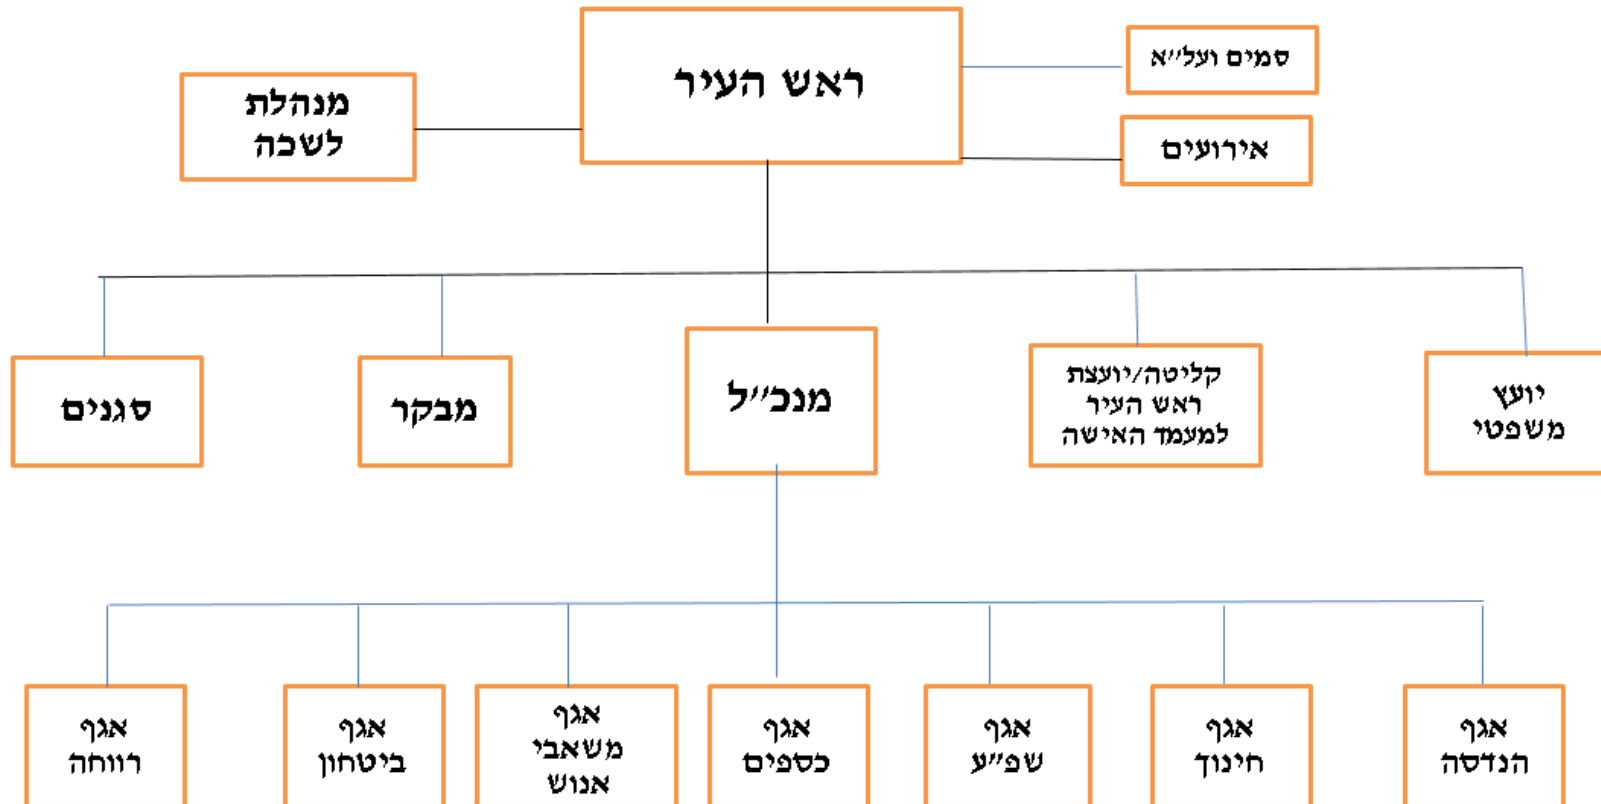 ראש העיר
סמים ועל״א
אירועים
מנהלת
לשכה
יועץ
משפטי
קליטה/יועצת
ראש העיר
למעמד האישה
מנכ״ל
מבקר
סגנים
אגף
הנדסה
אגף
חינוך
אגף
שפ״ע
אגף
כספים
אגף
משאבי
אנוש
אגף
ביטחון
אגף
רווחה